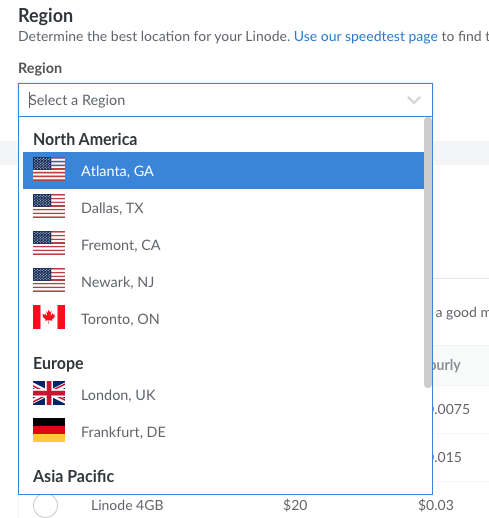 Region
Determine the best location for your Linode. Use our speedtest page to find
Region
Select a Region
North America
Atlanta, GA
Dallas, TX
Fremont, CA
Newark, NJ
Toronto, ON
a good
Europe
London, UK
.0075
Frankfurt, DE
.015
Asia Pacific
Linode 4GB $20 $0.03